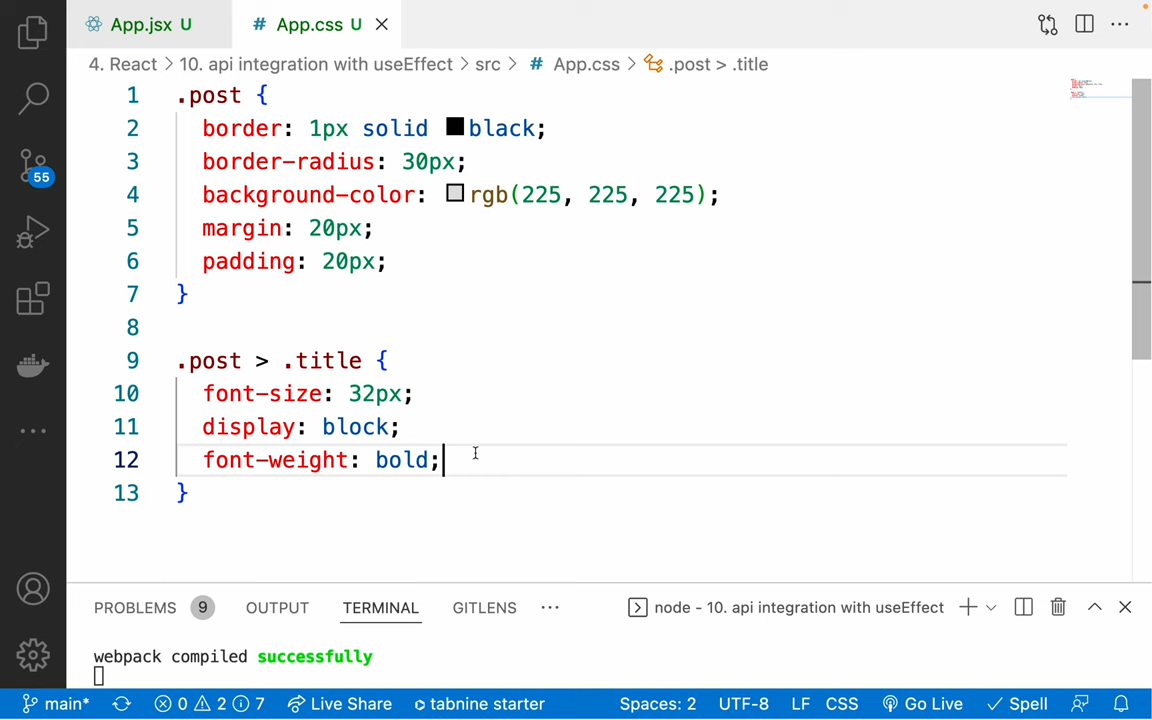 App.jsx U
# App.css U
4. React > 10. api integration with useEffect > src > # App.css > .post > .title
1 .post {
2 border: 1px solid black;
3 border-radius: 30px;
4 background-color: rgb(225, 225, 225);
5 margin: 20px;
6 padding: 20px;
7 }
8
9 .post > .title {
10 font-size: 32px;
11 display: block;
12 font-weight: bold;
13 }
55
PROBLEMS 9 OUTPUT TERMINAL GITLENS ··· node - 10. api integration with useEffect
webpack compiled successfully
main* 0 2 7 Live Share tabnine starter Spaces: 2 UTF-8 LF CSS Go Live Spell